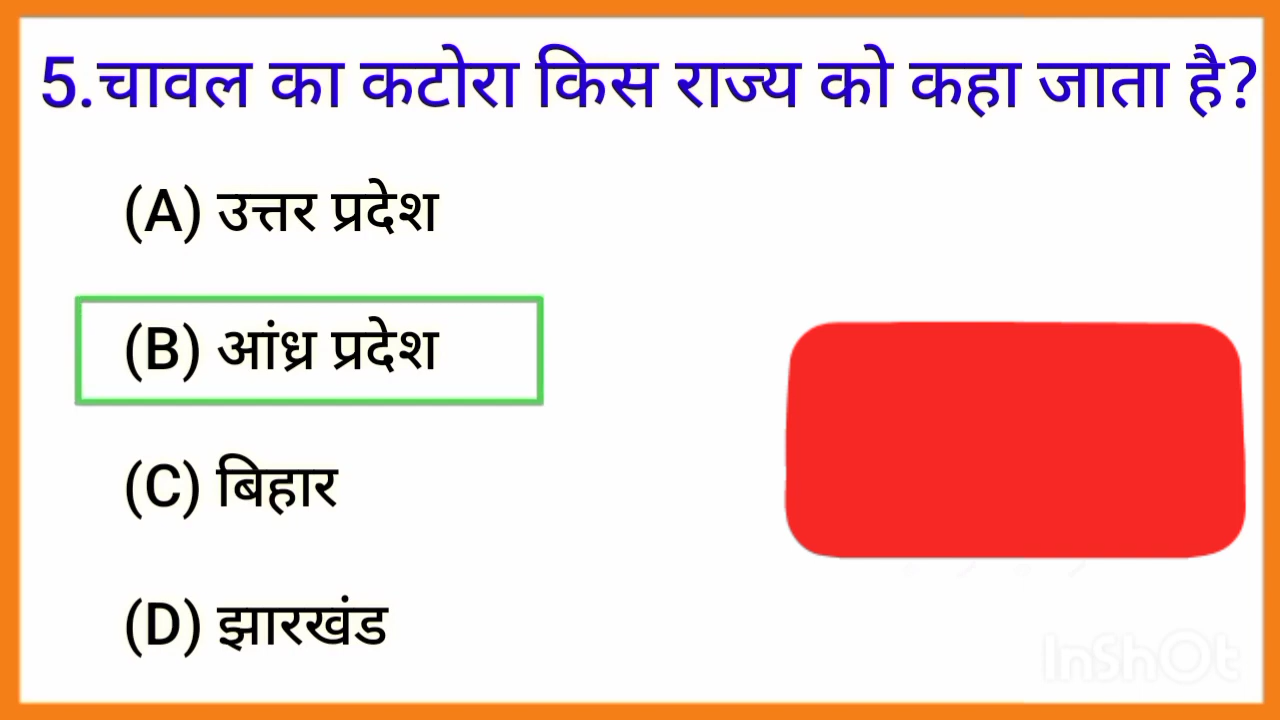 5.चावल का कटोरा किस राज्य को कहा जाता है?
(A) उत्तर प्रदेश
(B) आंध्र प्रदेश
(C) बिहार
(D) झारखंड
InShOt